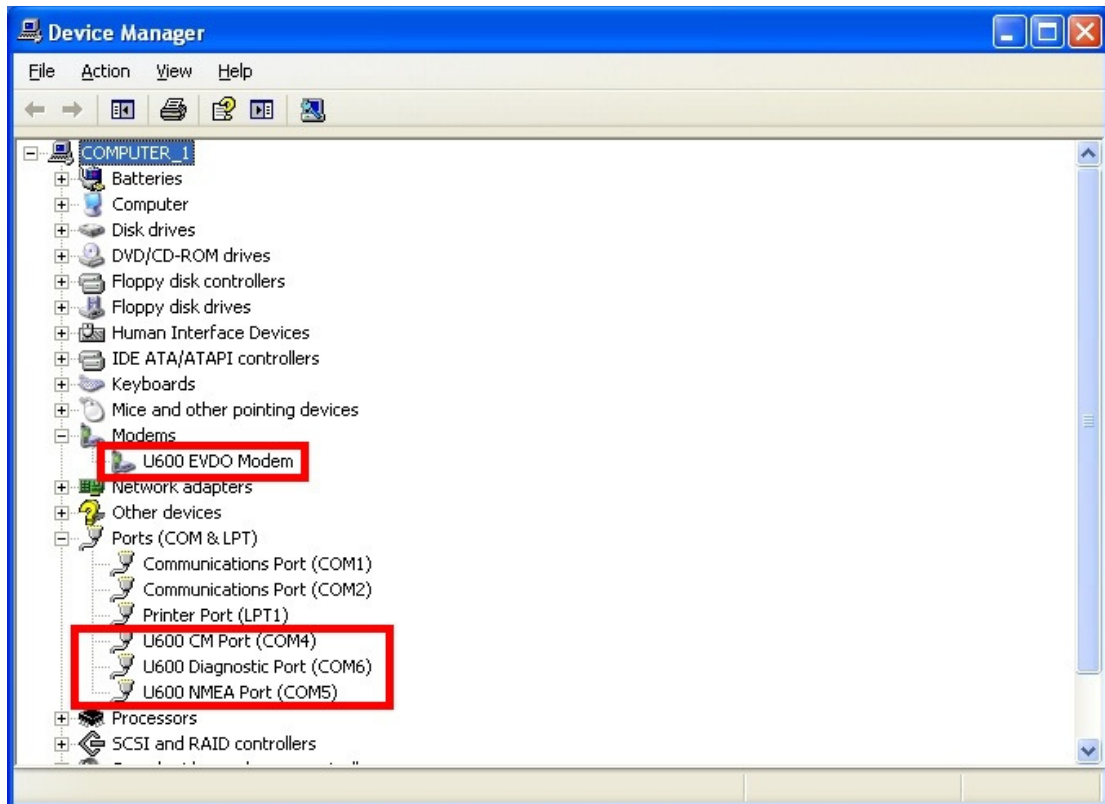 Device Manager
File Action View Help
COMPUTER_1
Batteries
Computer
Disk drives
DVD/CD-ROM drives
Floppy disk controllers
Floppy disk drives
Human Interface Devices
IDE ATA/ATAPI controllers
Keyboards
Mice and other pointing devices
Modems
U600 EVDO Modem
Network adapters
Other devices
Ports (COM & LPT)
Communications Port (COM1)
Communications Port (COM2)
Printer Port (LPT1)
U600 CM Port (COM4)
U600 Diagnostic Port (COM6)
U600 NMEA Port (COM5)
Processors
SCSI and RAID controllers